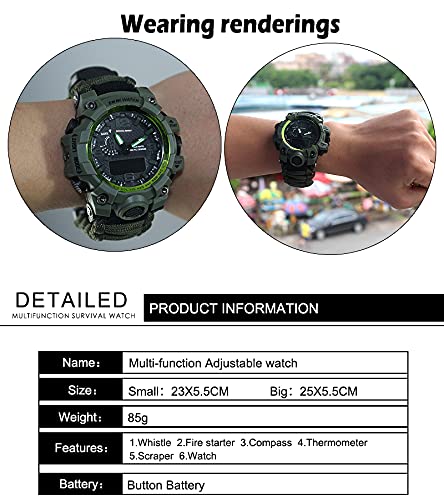 Wearing renderings
DETAILED
MULTIFUNCTION SURVIVAL WATCH
PRODUCT INFORMATION
Name: Multi-function Adjustable watch
Size: Small: 23X5.5CM Big: 25X5.5CM
Weight: 85g
Features: 1.Whistle 2.Fire starter 3.Compass 4.Thermometer
5.Scraper 6.Watch
Battery: Button Battery